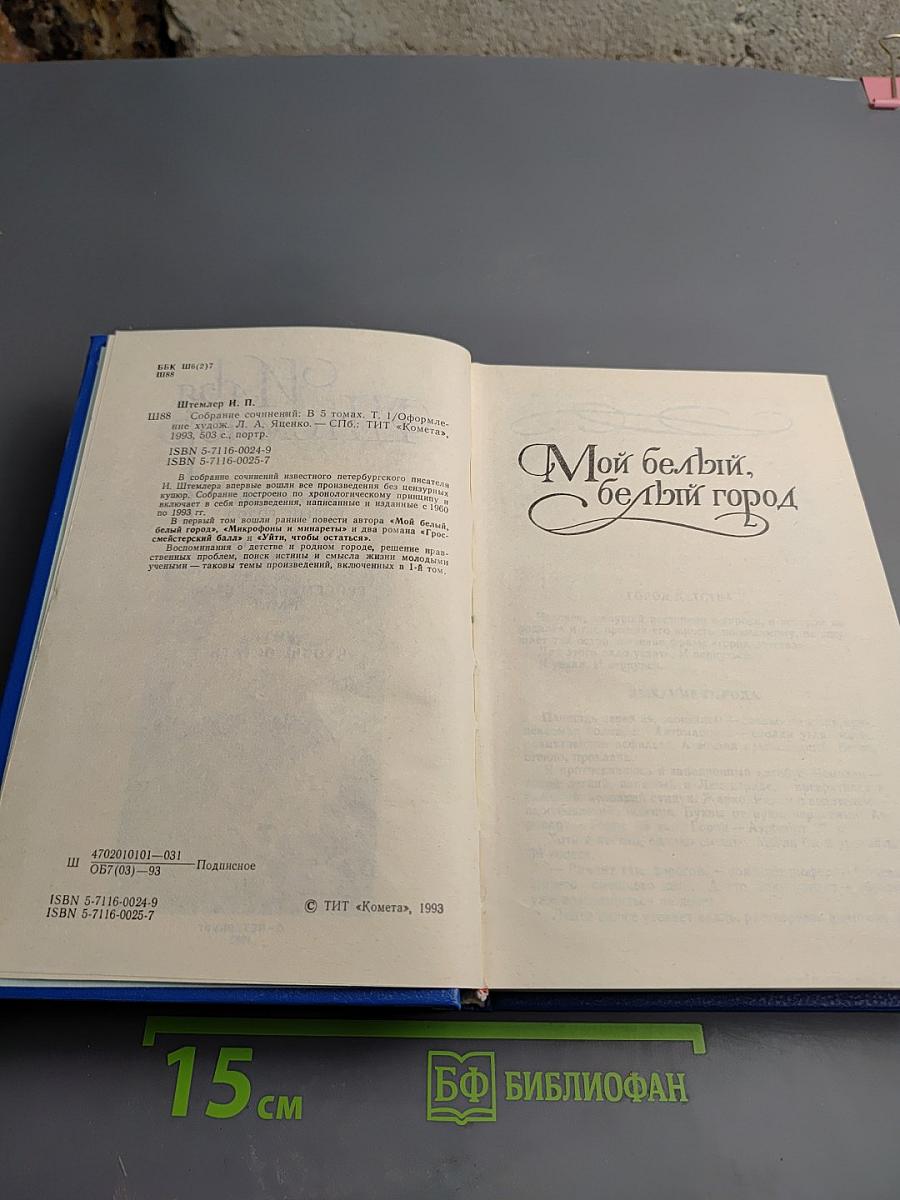 ББК Ш6(2)7
Ш88
Штемлер И. П.
Ш88 Собрание сочинений: В 5 томах. Т. 1/Оформле-
ние худож. Л. А. Яценко. — СПб.: ТИТ «Комета»,
1993, 503 с., портр.
ISBN 5-7116-0024-9
ISBN 5-7116-0025-7
В собрание сочинений известного петербургского писателя
И. Штемлера впервые вошли все произведения без цензурных
купюр. Собрание построено по хронологическому принципу и
включает в себя произведения, написанные и изданные с 1960
по 1993 гг.
В первый том вошли ранние повести автора «Мой белый,
белый город», «Микрофоны и минареты» и два романа «Грос-
смейстерский балл» и «Уйти, чтобы остаться».
Воспоминания о детстве и родном городе, решение нрав-
ственных проблем, поиск истины и смысла жизни молодыми
учеными — таковы темы произведений, включенных в 1-й том.
Ш 4702010101—031
ОБ7(03)—93 —Подписное
ISBN 5-7116-0024-9
ISBN 5-7116-0025-7
© ТИТ «Комета», 1993
Мой белый,
белый город
15 см
БФ БИБЛИОФАН